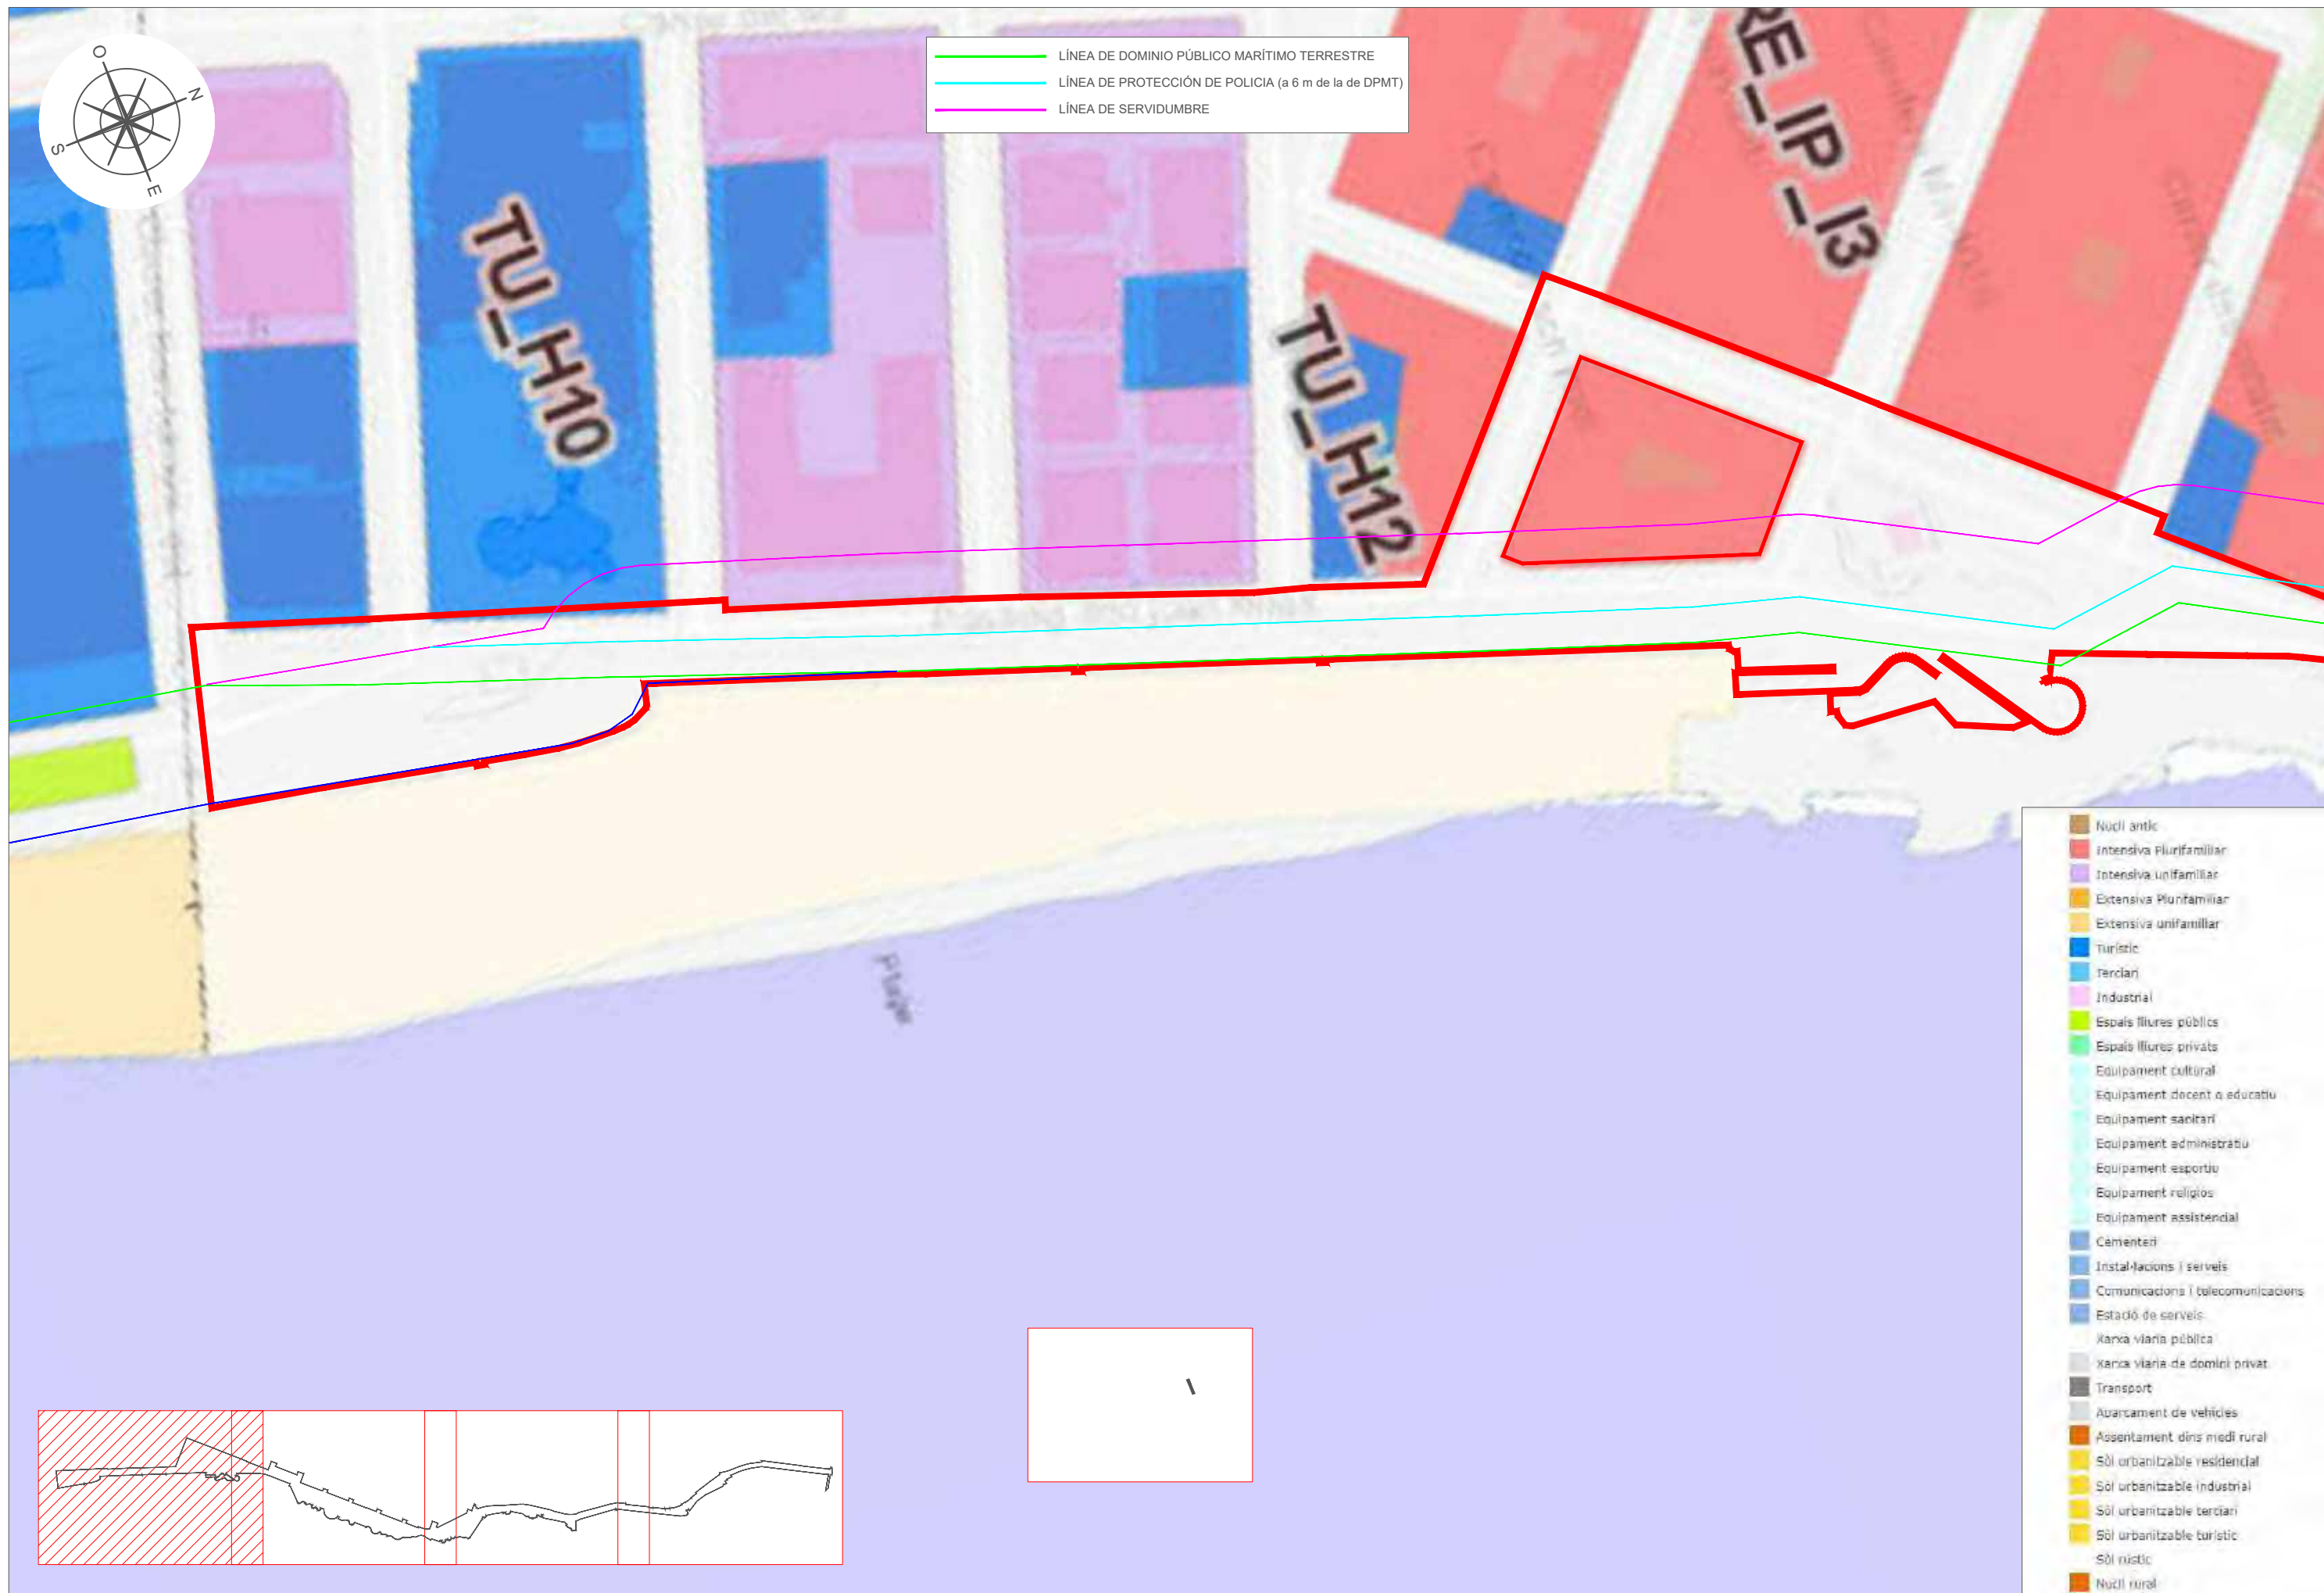 O
N
S
E
LÍNEA DE DOMINIO PÚBLICO MARÍTIMO TERRESTRE
LÍNEA DE PROTECCIÓN DE POLICIA (a 6 m de la de DPMT)
LÍNEA DE SERVIDUMBRE
TU_H10
TU_H12
RE_IP_I3
Platja
Nucli antic
Intensiva Plurifamiliar
Intensiva unifamiliar
Extensiva Plurifamiliar
Extensiva unifamiliar
Turístic
Terciari
Industrial
Espais lliures públics
Espais lliures privats
Equipament cultural
Equipament docent o educatiu
Equipament sanitari
Equipament administratiu
Equipament esportiu
Equipament religios
Equipament assistencial
Cementeri
Instal·lacions i serveis
Comunicacions i telecomunicacions
Estació de serveis
Xarxa viaria pública
Xarxa viaria de domini privat
Transport
Aparcament de vehicles
Assentament dins medi rural
Sòl urbanitzable residencial
Sòl urbanitzable industrial
Sòl urbanitzable terciari
Sòl urbanitzable turístic
Sòl rústic
Nucli rural